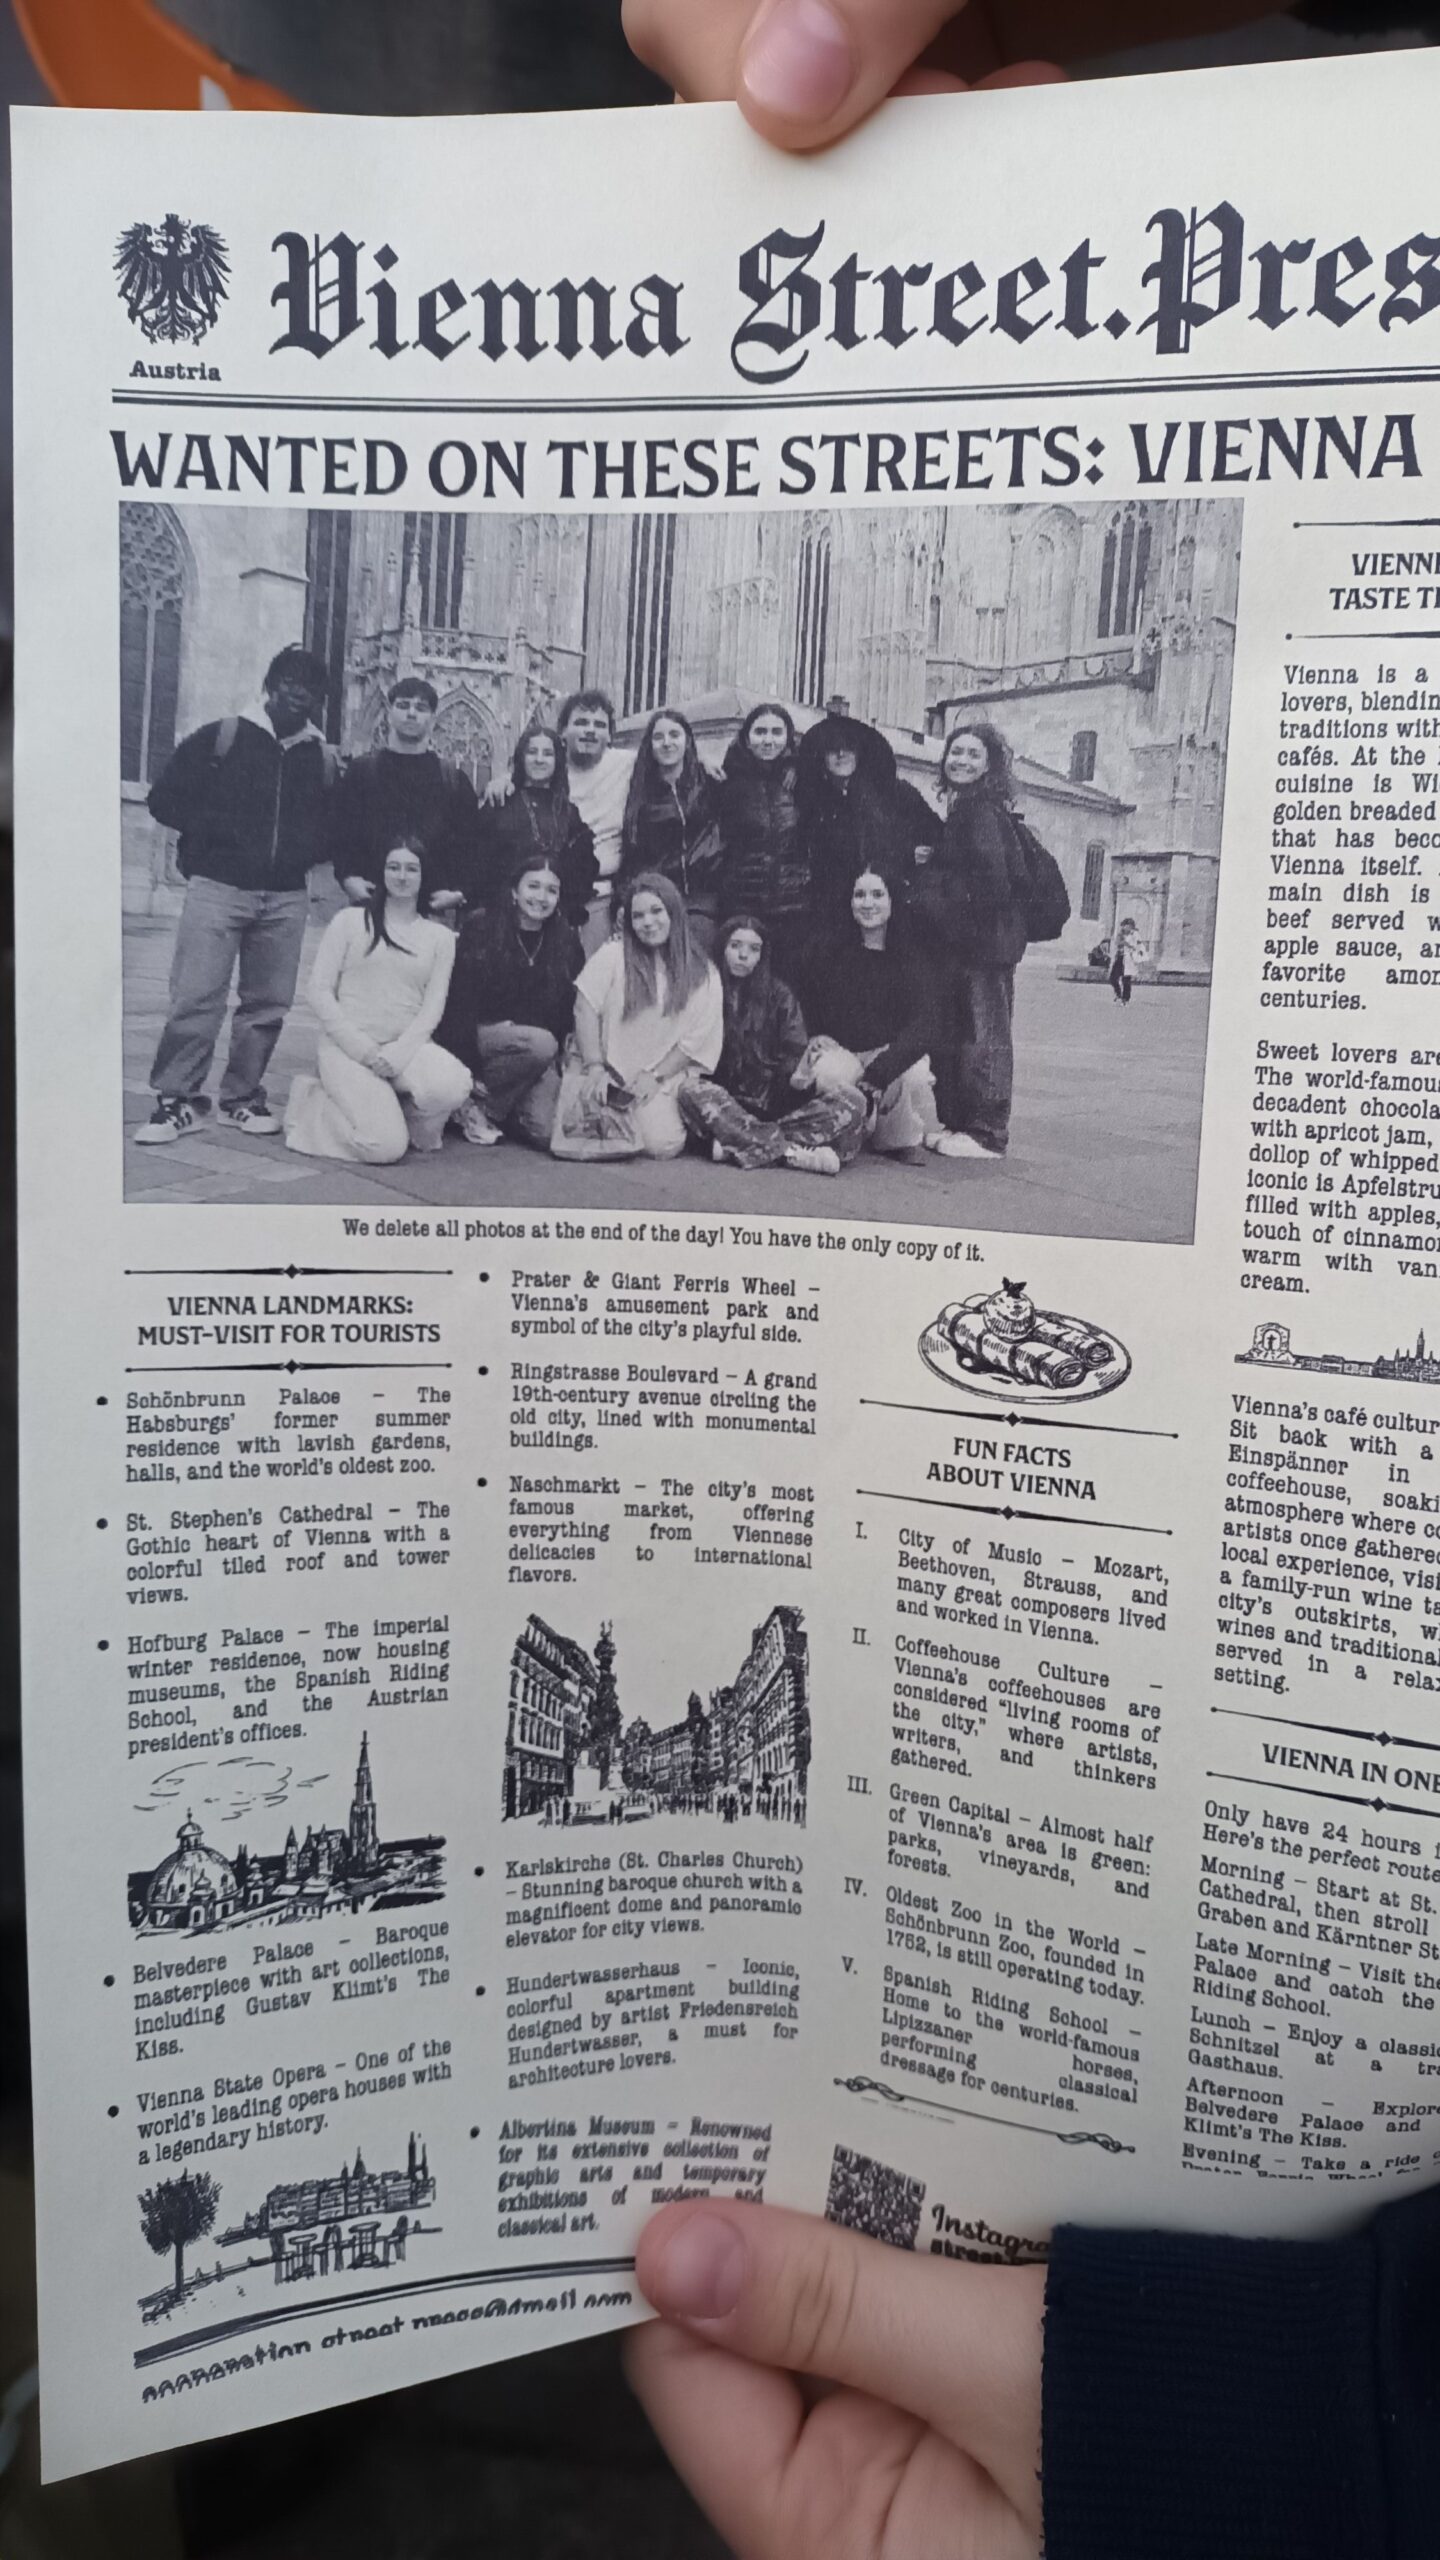 Austria
Vienna Street.Pres
WANTED ON THESE STREETS: VIENNA
We delete all photos at the end of the day! You have the only copy of it.
VIENNA LANDMARKS:
MUST-VISIT FOR TOURISTS
• Schönbrunn Palace – The
Habsburgs' former summer
residence with lavish gardens,
halls, and the world's oldest zoo.
• St. Stephen's Cathedral – The
Gothic heart of Vienna with a
colorful tiled roof and tower
views.
• Hofburg Palace – The imperial
winter residence, now housing
museums, the Spanish Riding
School, and the Austrian
president's offices.
• Belvedere Palace – Baroque
masterpiece with art collections,
including Gustav Klimt's The
Kiss.
• Vienna State Opera – One of the
world's leading opera houses with
a legendary history.
• Prater & Giant Ferris Wheel –
Vienna's amusement park and
symbol of the city's playful side.
• Ringstrasse Boulevard – A grand
19th-century avenue circling the
old city, lined with monumental
buildings.
• Naschmarkt – The city's most
famous market, offering
everything from Viennese
delicacies to international
flavors.
• Karlskirche (St. Charles Church)
– Stunning baroque church with a
magnificent dome and panoramic
elevator for city views.
• Hundertwasserhaus – Iconic,
colorful apartment building
designed by artist Friedensreich
Hundertwasser, a must for
architecture lovers.
• Albertina Museum – Renowned
for its extensive collection of
graphic arts and temporary
exhibitions of modern and
classical art.
FUN FACTS
ABOUT VIENNA
I. City of Music – Mozart,
Beethoven, Strauss, and
many great composers lived
and worked in Vienna.
II. Coffeehouse Culture –
Vienna's coffeehouses are
considered "living rooms of
the city," where artists,
writers, and thinkers
gathered.
III. Green Capital – Almost half
of Vienna's area is green:
parks, vineyards, and
forests.
IV. Oldest Zoo in the World –
Schönbrunn Zoo, founded in
1752, is still operating today.
V. Spanish Riding School –
Home to the world-famous
Lipizzaner horses,
performing classical
dressage for centuries.
Instagra
street
VIENN
TASTE T
Vienna is a
lovers, blendin
traditions with
cafés. At the
cuisine is Wi
golden breaded
that has beco
Vienna itself.
main dish is
beef served w
apple sauce, an
favorite amon
centuries.
Sweet lovers are
The world-famous
decadent chocola
with apricot jam,
dollop of whipped
iconic is Apfelstru
filled with apples,
touch of cinnamon
warm with van
cream.
Vienna's café cultur
Sit back with a
Einspänner in
coffeehouse, soaki
atmosphere where co
artists once gathered
local experience, visi
a family-run wine ta
city's outskirts, wh
wines and traditional
served in a relax
setting.
VIENNA IN ONE
Only have 24 hours i
Here's the perfect route
Morning – Start at St.
Cathedral, then stroll
Graben and Kärntner St
Late Morning – Visit the
Palace and catch the
Riding School.
Lunch – Enjoy a classic
Schnitzel at a tra
Gasthaus.
Afternoon – Explore
Belvedere Palace and
Klimt's The Kiss.
Evening – Take a ride